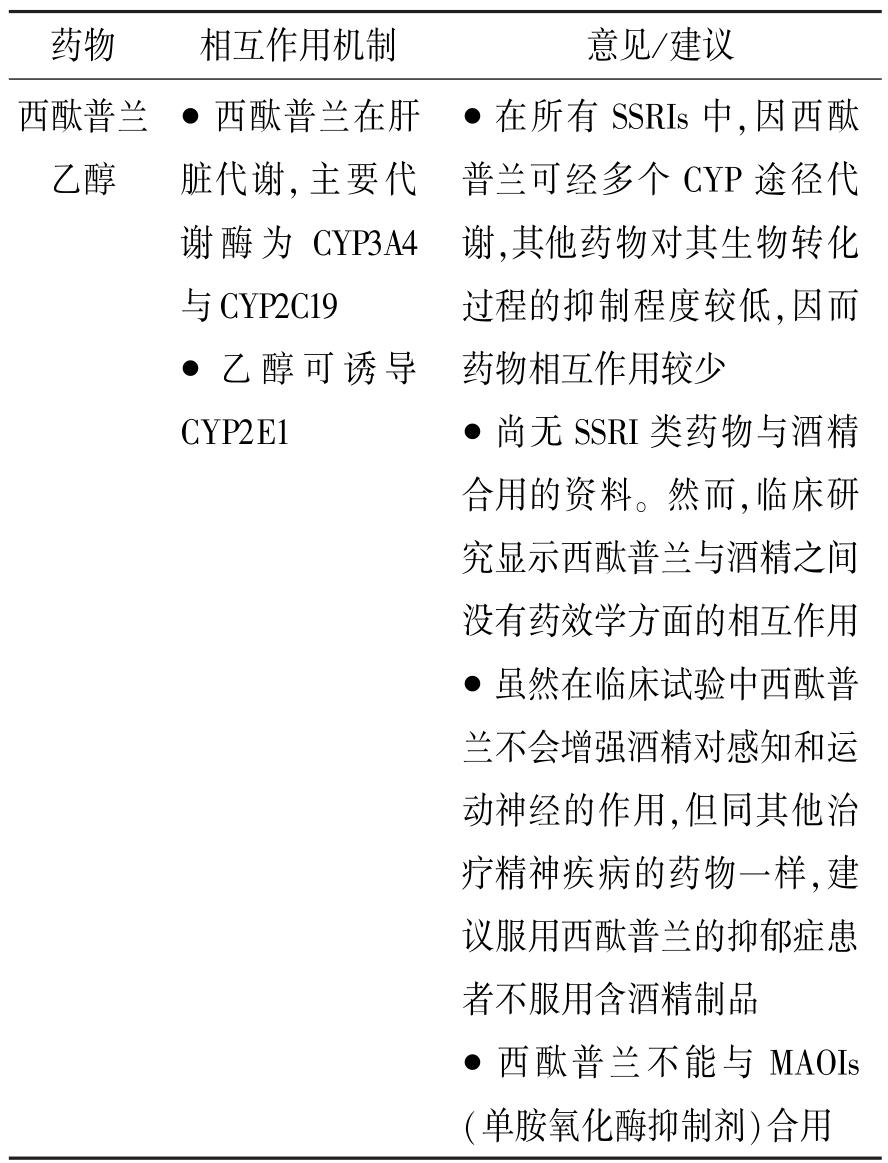 药物 相互作用机制 意见/建议
西酞普兰
乙醇
● 西酞普兰在肝
脏代谢,主要代
谢酶为 CYP3A4
与CYP2C19
● 乙醇可诱导
CYP2E1
● 在所有 SSRIs 中,因西酞
普兰可经多个 CYP 途径代
谢,其他药物对其生物转化
过程的抑制程度较低,因而
药物相互作用较少
● 尚无 SSRI 类药物与酒精
合用的资料。然而,临床研
究显示西酞普兰与酒精之间
没有药效学方面的相互作用
● 虽然在临床试验中西酞普
兰不会增强酒精对感知和运
动神经的作用,但同其他治
疗精神疾病的药物一样,建
议服用西酞普兰的抑郁症患
者不服用含酒精制品
● 西酞普兰不能与 MAOIs
(单胺氧化酶抑制剂)合用